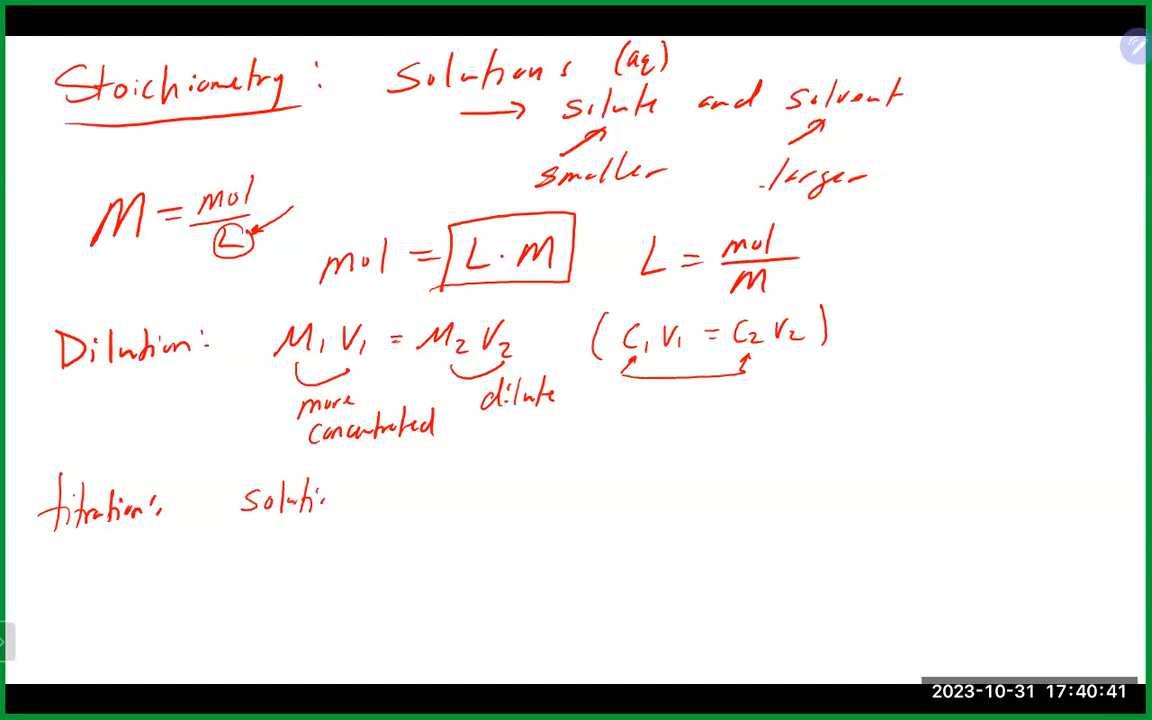 Stoichiometry: Solutions (aq)
→ solute and solvent
smaller larger
M = mol / L
mol = L · M L = mol / M
Dilution: M₁V₁ = M₂V₂ (C₁V₁ = C₂V₂)
more concentrated dilute
titration: soluti
2023-10-31 17:40:41